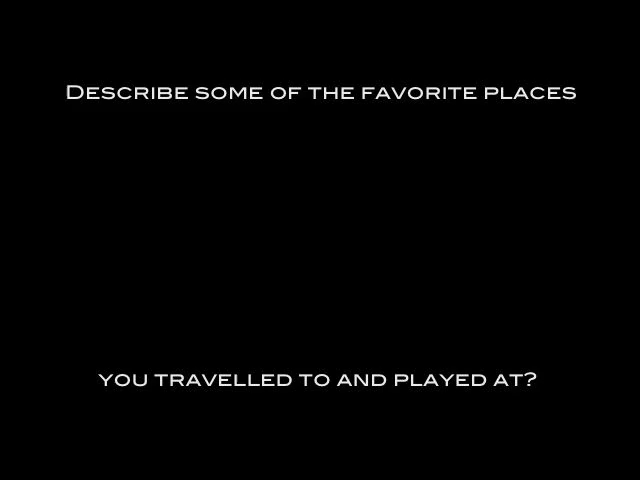 Describe some of the favorite places
you travelled to and played at?